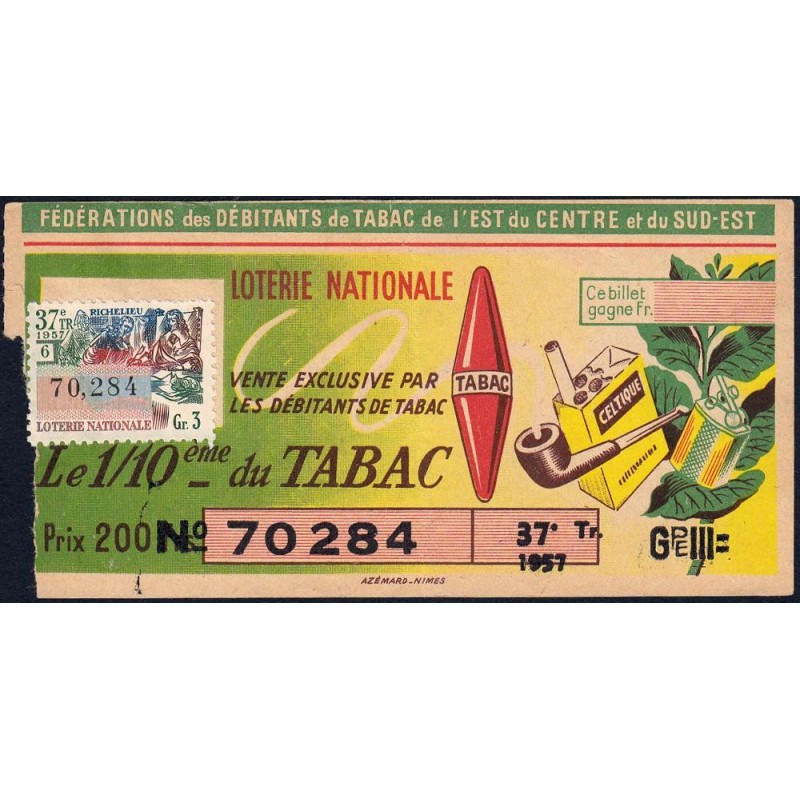 FÉDÉRATIONS des DÉBITANTS de TABAC de l'EST du CENTRE et du SUD-EST
LOTERIE NATIONALE
Ce billet
gagne Fr.
RICHELIEU
37e
TR
1957
6
70,284
LOTERIE NATIONALE
Gr. 3
VENTE EXCLUSIVE PAR
LES DÉBITANTS DE TABAC
TABAC
CELTIQUE
Le 1/10ème du TABAC
Prix 200
No 70284
37e Tr.
1957
GPE III=
AZÉMARD_NIMES